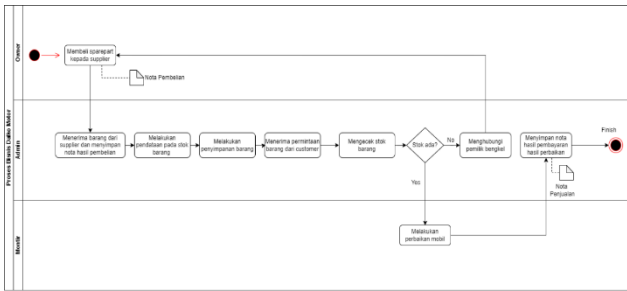 Proses Bisnis Daiko Motor
Owner
Membeli sparepart
kepada supplier
Nota Pembelian
Admin
Menerima barang dari
supplier dan menyimpan
nota hasil pembelian
Melakukan
pendataan pada stok
barang
Melakukan
penyimpanan barang
Menerima permintaan
barang dari customer
Mengecek stok
barang
Stok ada?
No
Yes
Menghubungi
pemilik bengkel
Menyimpan nota
hasil pembayaran
hasil perbaikan
Nota
Penjualan
Finish
Montir
Melakukan
perbaikan mobil